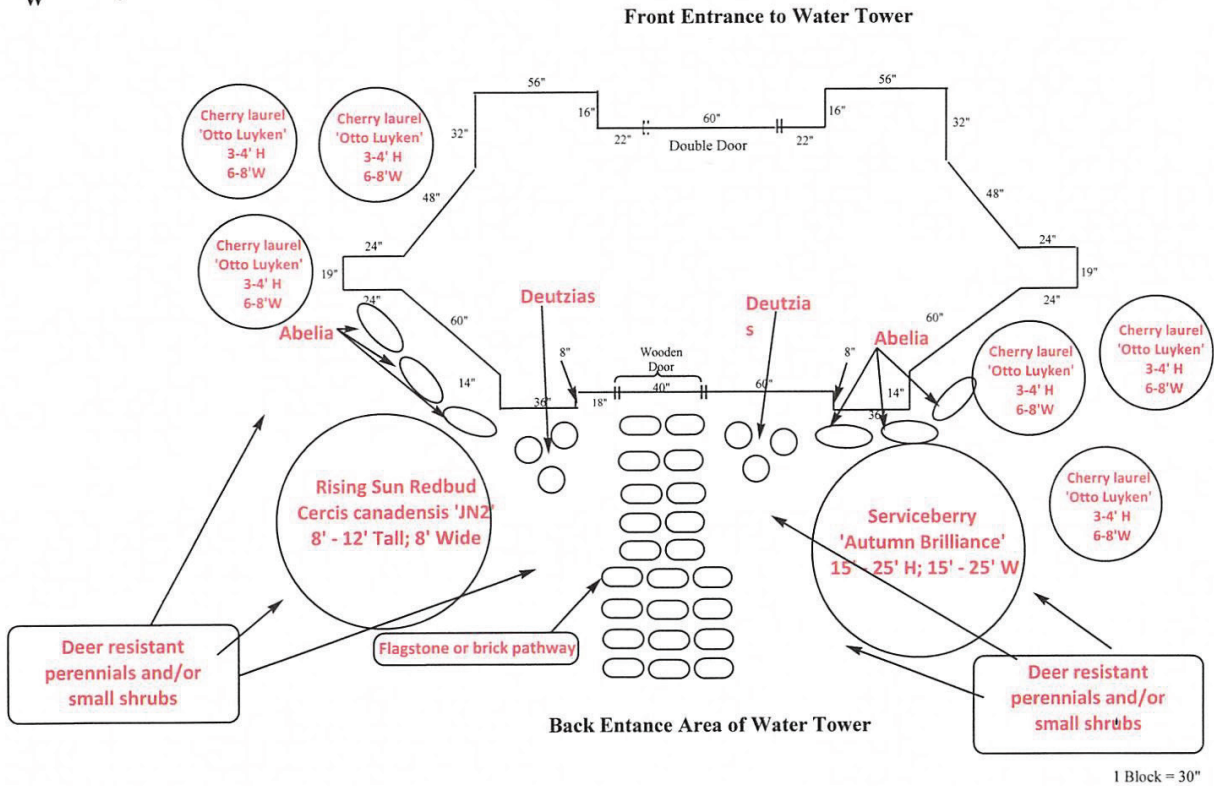 W
Front Entrance to Water Tower
56"
56"
16"
60"
16"
32"
22"
22"
32"
Double Door
Cherry laurel
'Otto Luyken'
3-4' H
6-8'W
Cherry laurel
'Otto Luyken'
3-4' H
6-8'W
48"
48"
Cherry laurel
'Otto Luyken'
3-4' H
6-8'W
24"
19"
24"
24"
19"
24"
60"
60"
Deutzias
Deutzia
s
Abelia
Abelia
Wooden
Door
8"
40"
60"
8"
14"
36"
18"
14"
36"
Cherry laurel
'Otto Luyken'
3-4' H
6-8'W
Cherry laurel
'Otto Luyken'
3-4' H
6-8'W
Cherry laurel
'Otto Luyken'
3-4' H
6-8'W
Rising Sun Redbud
Cercis canadensis 'JN2'
8' - 12' Tall; 8' Wide
Serviceberry
'Autumn Brilliance'
15' - 25' H; 15' - 25' W
Deer resistant
perennials and/or
small shrubs
Flagstone or brick pathway
Deer resistant
perennials and/or
small shrubs
Back Entance Area of Water Tower
1 Block = 30"